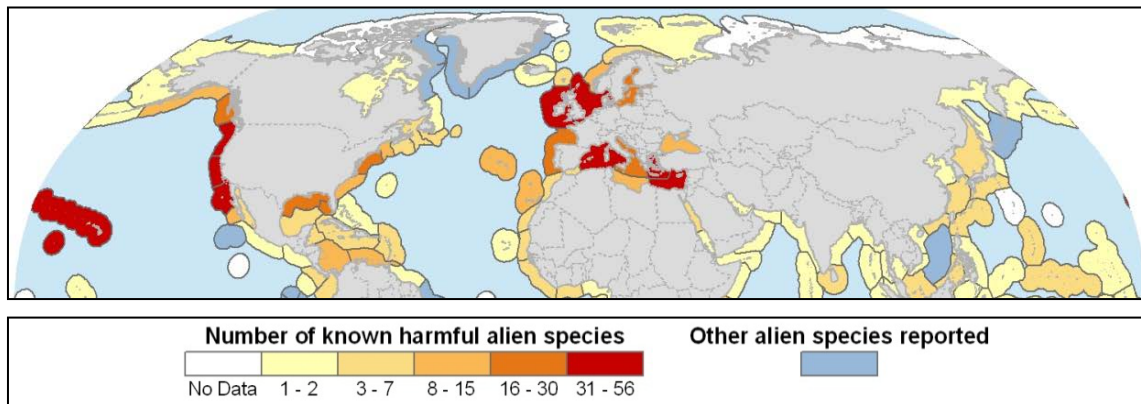 Number of known harmful alien species
Other alien species reported
No Data
1 - 2
3 - 7
8 - 15
16 - 30
31 - 56